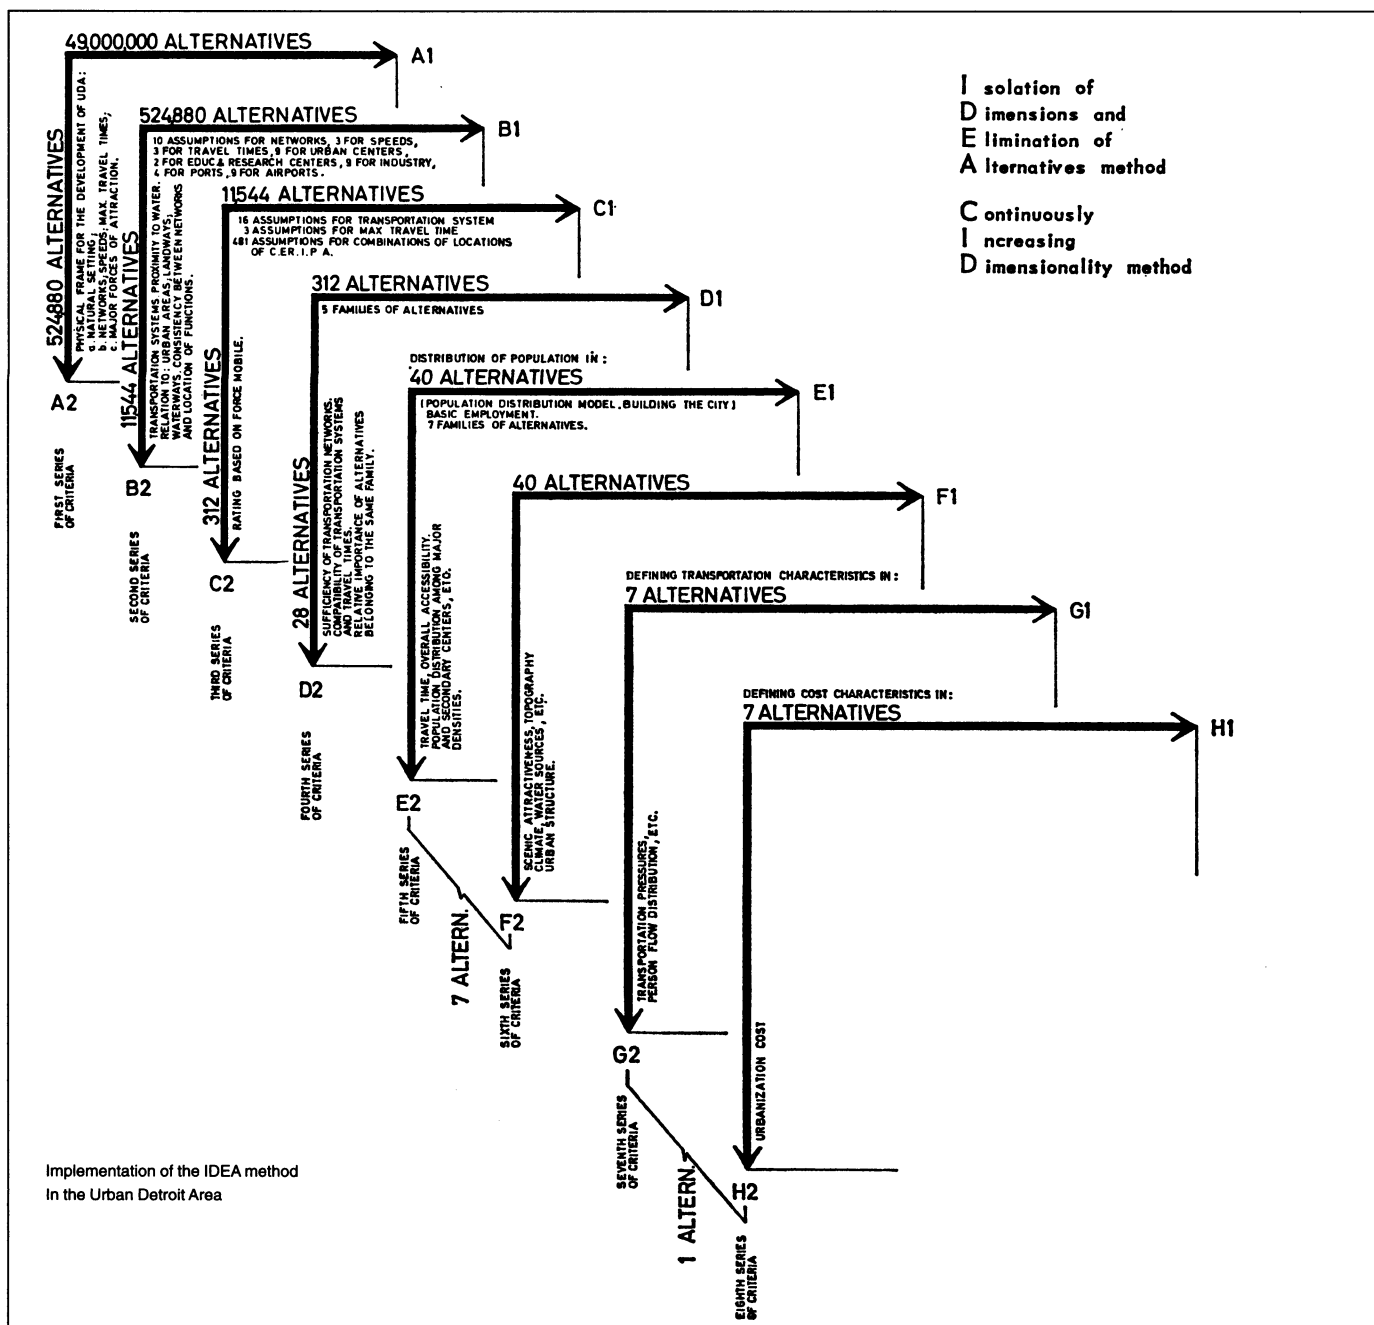 49,000,000 ALTERNATIVES
A1
524,880 ALTERNATIVES
PHYSICAL FRAME FOR THE DEVELOPMENT OF UDA:
a. NATURAL SETTING;
b. NETWORKS; SPEEDS; MAX. TRAVEL TIMES;
c. MAJOR FORCES OF ATTRACTION.
A2
FIRST SERIES
OF CRITERIA
524,880 ALTERNATIVES
B1
10 ASSUMPTIONS FOR NETWORKS, 3 FOR SPEEDS,
3 FOR TRAVEL TIMES, 9 FOR URBAN CENTERS,
2 FOR EDUC & RESEARCH CENTERS, 9 FOR INDUSTRY,
4 FOR PORTS, 9 FOR AIRPORTS.
11544 ALTERNATIVES
TRANSPORTATION SYSTEMS. PROXIMITY TO WATER.
RELATION TO: URBAN AREAS; LANDWAYS;
WATERWAYS. CONSISTENCY BETWEEN NETWORKS
AND LOCATION OF FUNCTIONS.
B2
SECOND SERIES
OF CRITERIA
11544 ALTERNATIVES
C1
16 ASSUMPTIONS FOR TRANSPORTATION SYSTEM
3 ASSUMPTIONS FOR MAX TRAVEL TIME
481 ASSUMPTIONS FOR COMBINATIONS OF LOCATIONS
OF C.ER.I.P A.
312 ALTERNATIVES
RATING BASED ON FORCE MOBILE.
C2
THIRD SERIES
OF CRITERIA
312 ALTERNATIVES
D1
5 FAMILIES OF ALTERNATIVES
28 ALTERNATIVES
SUFFICIENCY OF TRANSPORTATION NETWORKS.
COMPATIBILITY OF TRANSPORTATION SYSTEMS
AND TRAVEL TIMES.
RELATIVE IMPORTANCE OF ALTERNATIVES
BELONGING TO THE SAME FAMILY.
D2
FOURTH SERIES
OF CRITERIA
DISTRIBUTION OF POPULATION IN:
40 ALTERNATIVES
E1
(POPULATION DISTRIBUTION MODEL, BUILDING THE CITY)
BASIC EMPLOYMENT.
7 FAMILIES OF ALTERNATIVES.
TRAVEL TIME, OVERALL ACCESSIBILITY.
POPULATION DISTRIBUTION AMONG MAJOR
AND SECONDARY CENTERS, ETC.
DENSITIES.
E2
FIFTH SERIES
OF CRITERIA
7 ALTERN.
40 ALTERNATIVES
F1
SCENIC ATTRACTIVENESS, TOPOGRAPHY
CLIMATE, WATER SOURCES, ETC.
URBAN STRUCTURE.
F2
SIXTH SERIES
OF CRITERIA
DEFINING TRANSPORTATION CHARACTERISTICS IN:
7 ALTERNATIVES
G1
TRANSPORTATION PRESSURES,
PERSON FLOW DISTRIBUTION, ETC.
G2
SEVENTH SERIES
OF CRITERIA
1 ALTERN.
DEFINING COST CHARACTERISTICS IN:
7 ALTERNATIVES
H1
URBANIZATION COST
H2
EIGHTH SERIES
OF CRITERIA
I solation of
D imensions and
E limination of
A lternatives method
C ontinuously
I ncreasing
D imensionality method
Implementation of the IDEA method
In the Urban Detroit Area